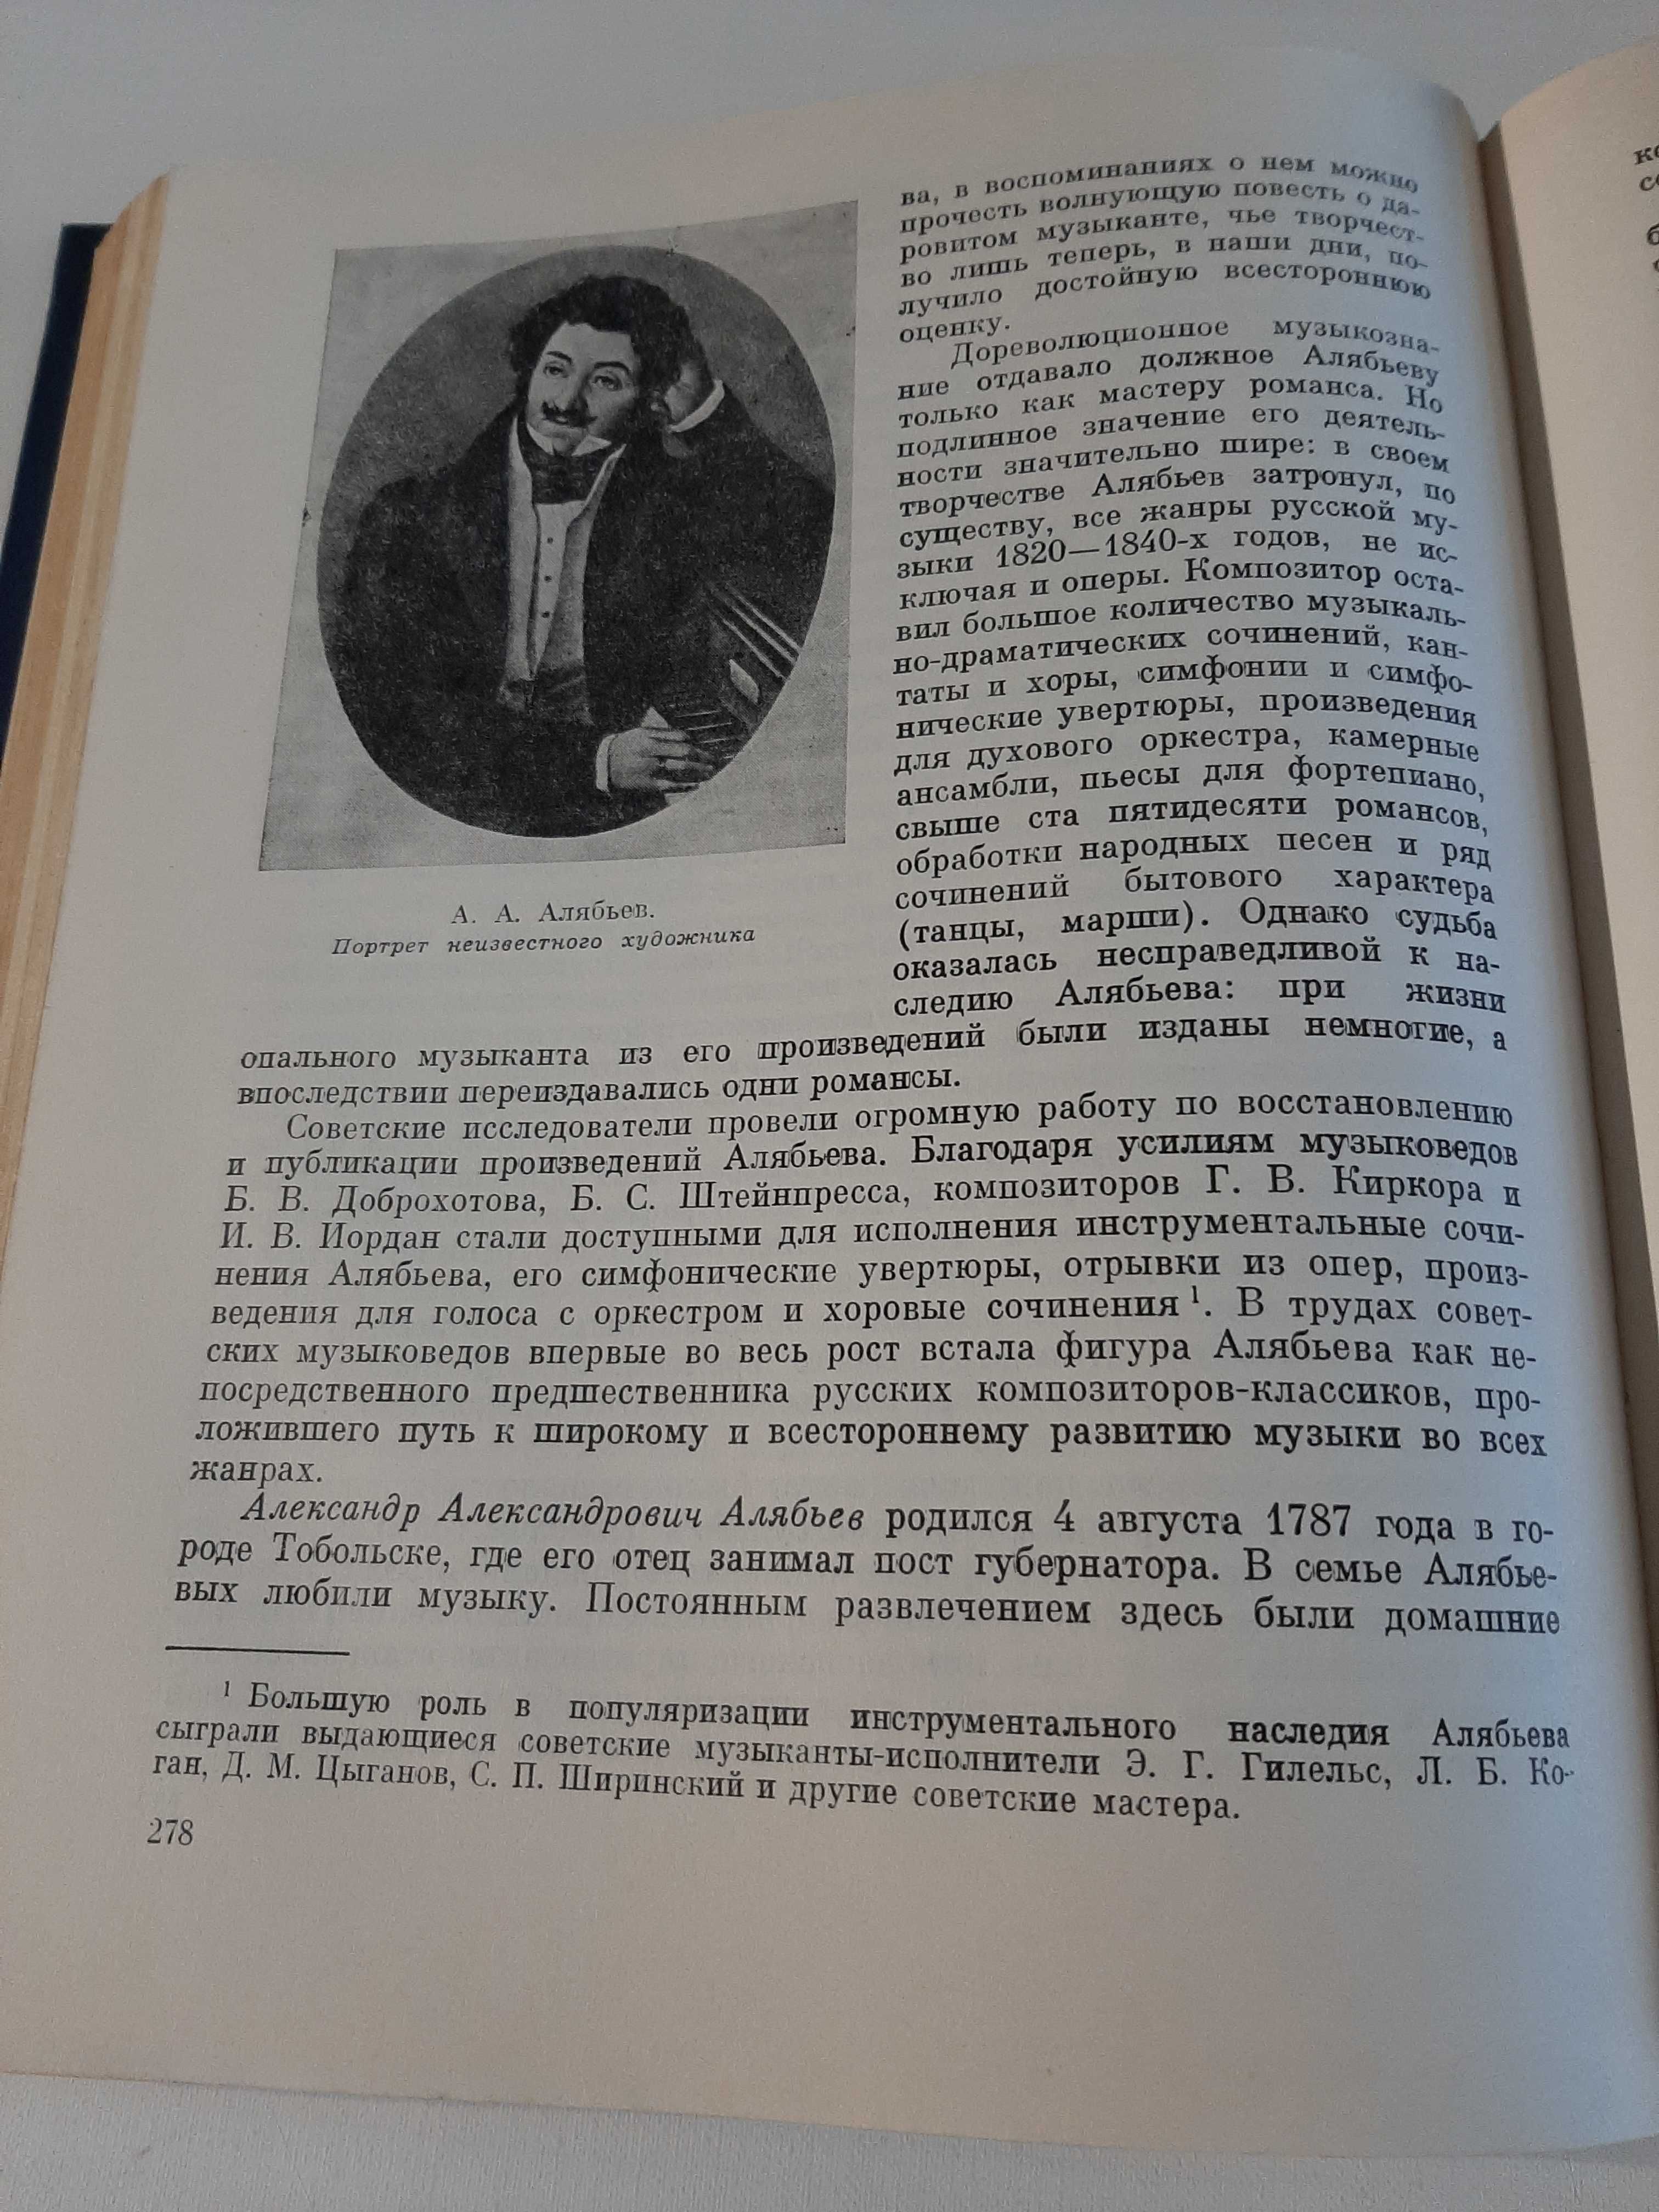 ва, в воспоминаниях о нем можно
прочесть волнующую повесть о да-
ровитом музыканте, чье творчест-
во лишь теперь, в наши дни, по-
лучило достойную всестороннюю
оценку.
Дореволюционное музыкозна-
ние отдавало должное Алябьеву
только как мастеру романса. Но
подлинное значение его деятель-
ности значительно шире: в своем
творчестве Алябьев затронул, по
существу, все жанры русской му-
зыки 1820—1840-х годов, не ис-
ключая и оперы. Композитор оста-
вил большое количество музыкаль-
но-драматических сочинений, кан-
таты и хоры, симфонии и симфо-
нические увертюры, произведения
для духового оркестра, камерные
ансамбли, пьесы для фортепиано,
свыше ста пятидесяти романсов,
обработки народных песен и ряд
сочинений бытового характера
(танцы, марши). Однако судьба
оказалась несправедливой к на-
следию Алябьева: при жизни
А. А. Алябьев.
Портрет неизвестного художника
опального музыканта из его произведений были изданы немногие, а
впоследствии переиздавались одни романсы.
Советские исследователи провели огромную работу по восстановлению
и публикации произведений Алябьева. Благодаря усилиям музыковедов
Б. В. Доброхотова, Б. С. Штейнпресса, композиторов Г. В. Киркора и
И. В. Иордан стали доступными для исполнения инструментальные сочи-
нения Алябьева, его симфонические увертюры, отрывки из опер, произ-
ведения для голоса с оркестром и хоровые сочинения ¹. В трудах совет-
ских музыковедов впервые во весь рост встала фигура Алябьева как не-
посредственного предшественника русских композиторов-классиков, про-
ложившего путь к широкому и всестороннему развитию музыки во всех
жанрах.
Александр Александрович Алябьев родился 4 августа 1787 года в го-
роде Тобольске, где его отец занимал пост губернатора. В семье Алябье-
вых любили музыку. Постоянным развлечением здесь были домашние
¹ Большую роль в популяризации инструментального наследия Алябьева
сыграли выдающиеся советские музыканты-исполнители Э. Г. Гилельс, Л. Б. Ко-
ган, Д. М. Цыганов, С. П. Ширинский и другие советские мастера.
278